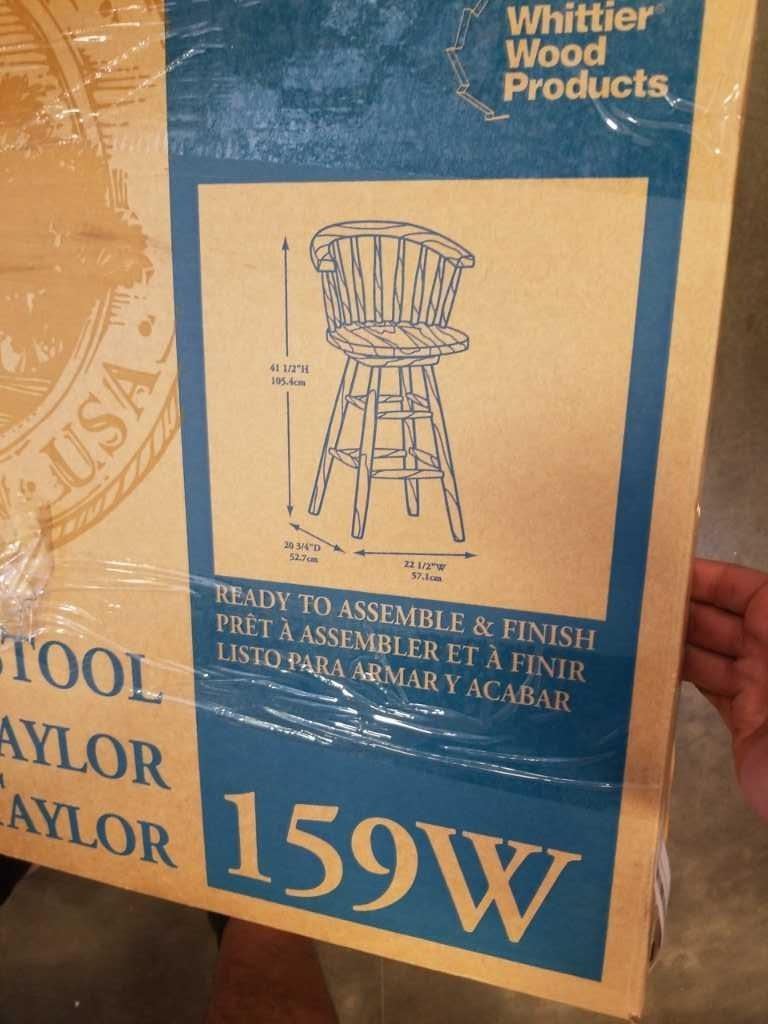 Whittier®
Wood
Products
41 1/2"H
105.4cm
20 3/4"D
52.7cm
22 1/2"W
57.1cm
USA
READY TO ASSEMBLE & FINISH
PRÊT À ASSEMBLER ET À FINIR
LISTO PARA ARMAR Y ACABAR
STOOL
AYLOR
TAYLOR
159W